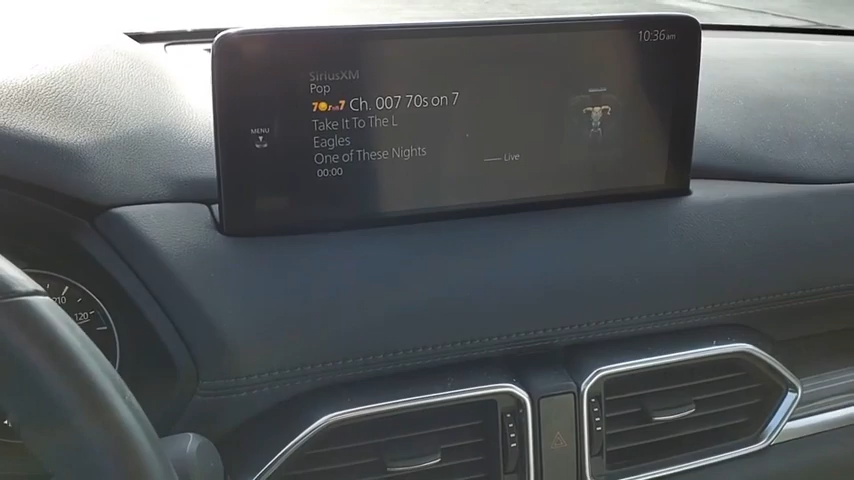 10:36am
SiriusXM
Pop
70s on 7 Ch. 007 70s on 7
Take It To The L
Eagles
One of These Nights
00:00
Live
MENU
210
120